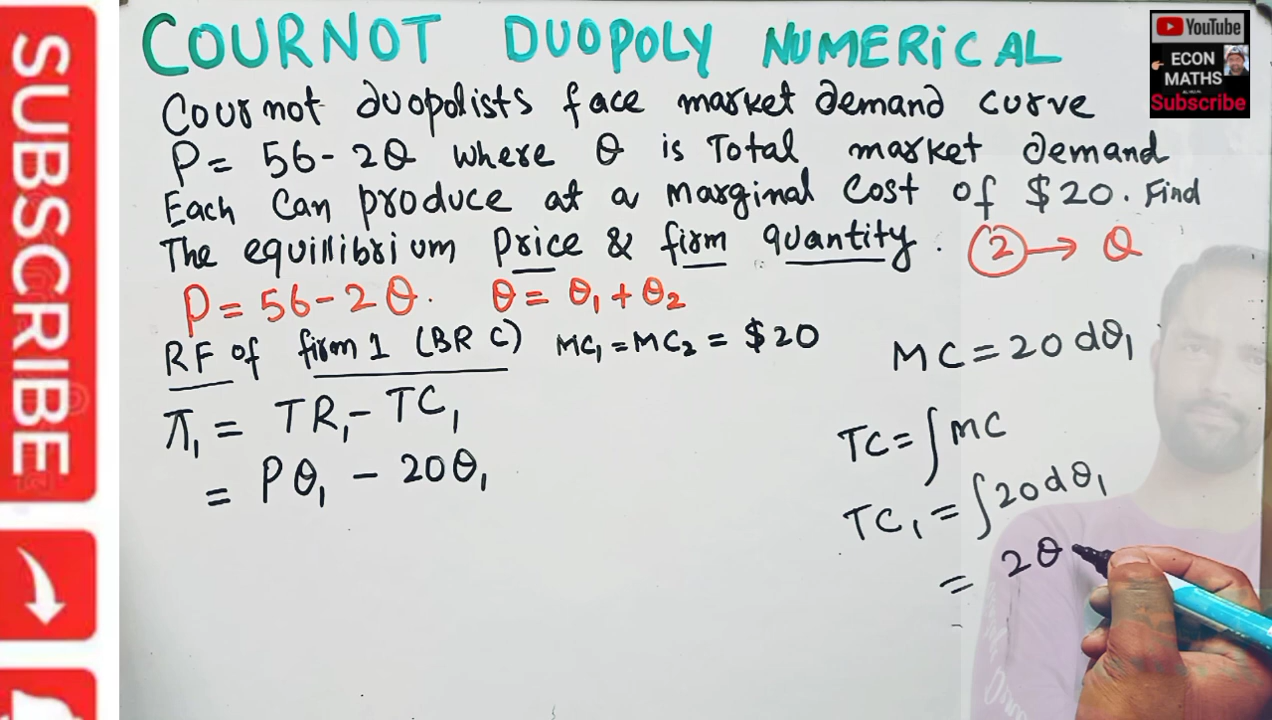 SUBSCRIBE
YouTube
ECON
MATHS
Subscribe
COURNOT DUOPOLY NUMERICAL
Cournot duopolists face market demand curve
P= 56-2Q where Q is Total market demand
Each Can produce at a marginal Cost of $20. Find
The equillibrium price & firm quantity. ② → Q
P = 56-2Q. Q = Q₁ + Q₂
RF of firm 1 (BRC) MC₁ = MC₂ = $20
MC = 20 dQ₁
π₁ = TR₁ - TC₁
= PQ₁ - 20Q₁
TC = ∫MC
TC₁ = ∫20dQ₁
= 2Q